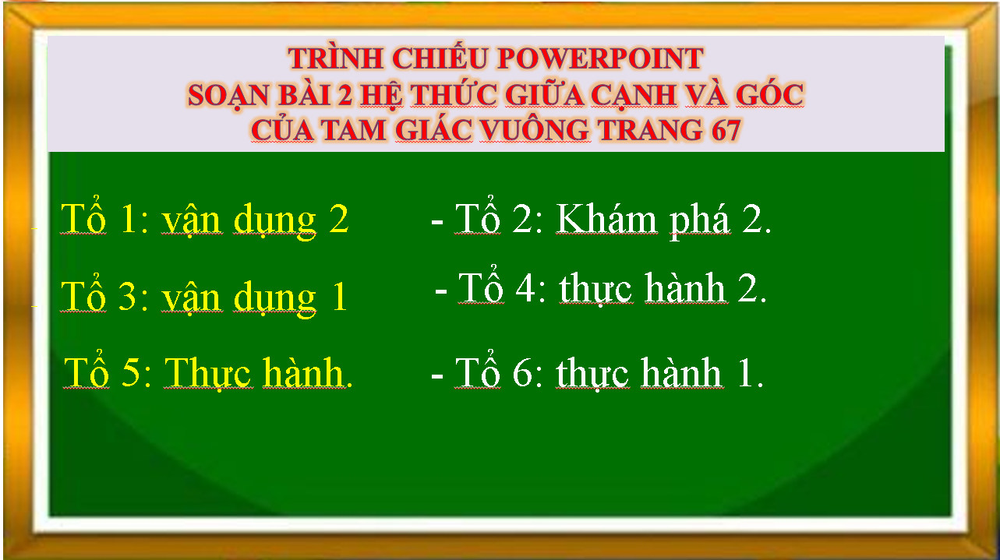 TRÌNH CHIẾU POWERPOINT
SOẠN BÀI 2 HỆ THỨC GIỮA CẠNH VÀ GÓC
CỦA TAM GIÁC VUÔNG TRANG 67
Tổ 1: vận dụng 2
- Tổ 2: Khám phá 2.
Tổ 3: vận dụng 1
- Tổ 4: thực hành 2.
Tổ 5: Thực hành.
- Tổ 6: thực hành 1.